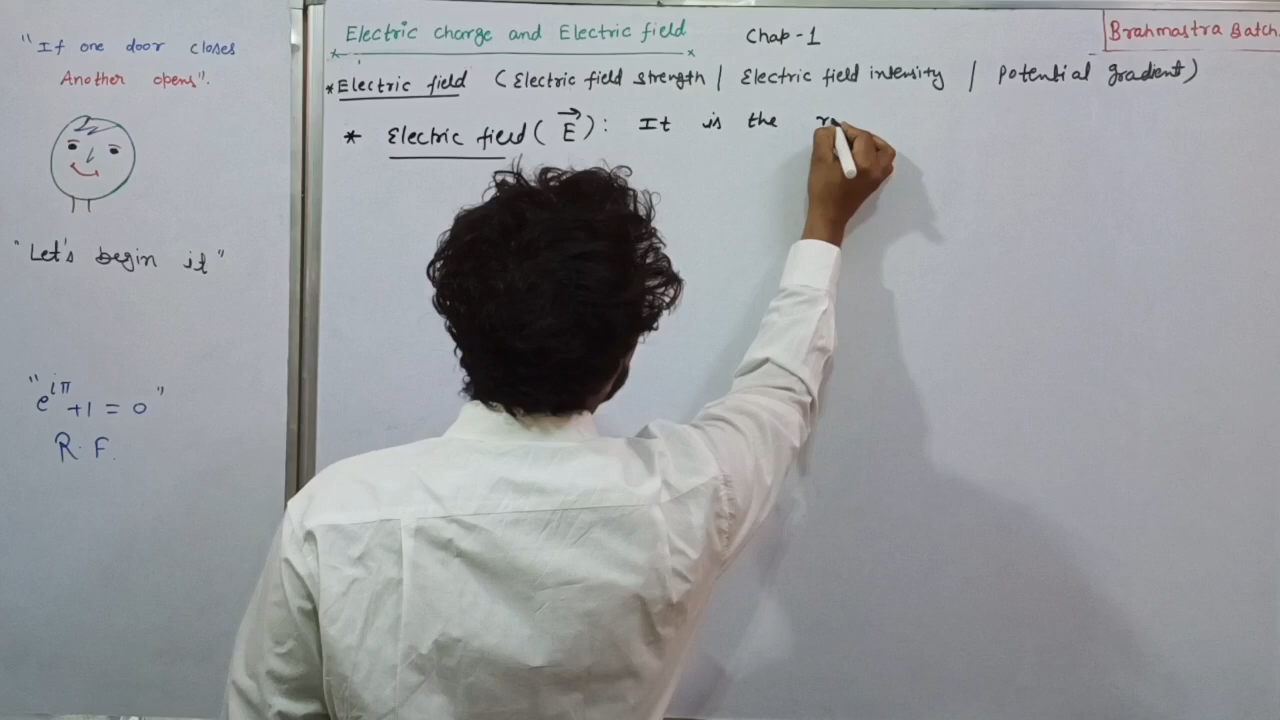 "If one door closes
Another opens".
"Let's begin it"
"e^iπ +1 = 0"
R. F.
Electric charge and Electric field Chap-1
Brahmastra Batch
*Electric field (Electric field strength / Electric field intensity / Potential gradient)
* Electric field (E⃗): It is the